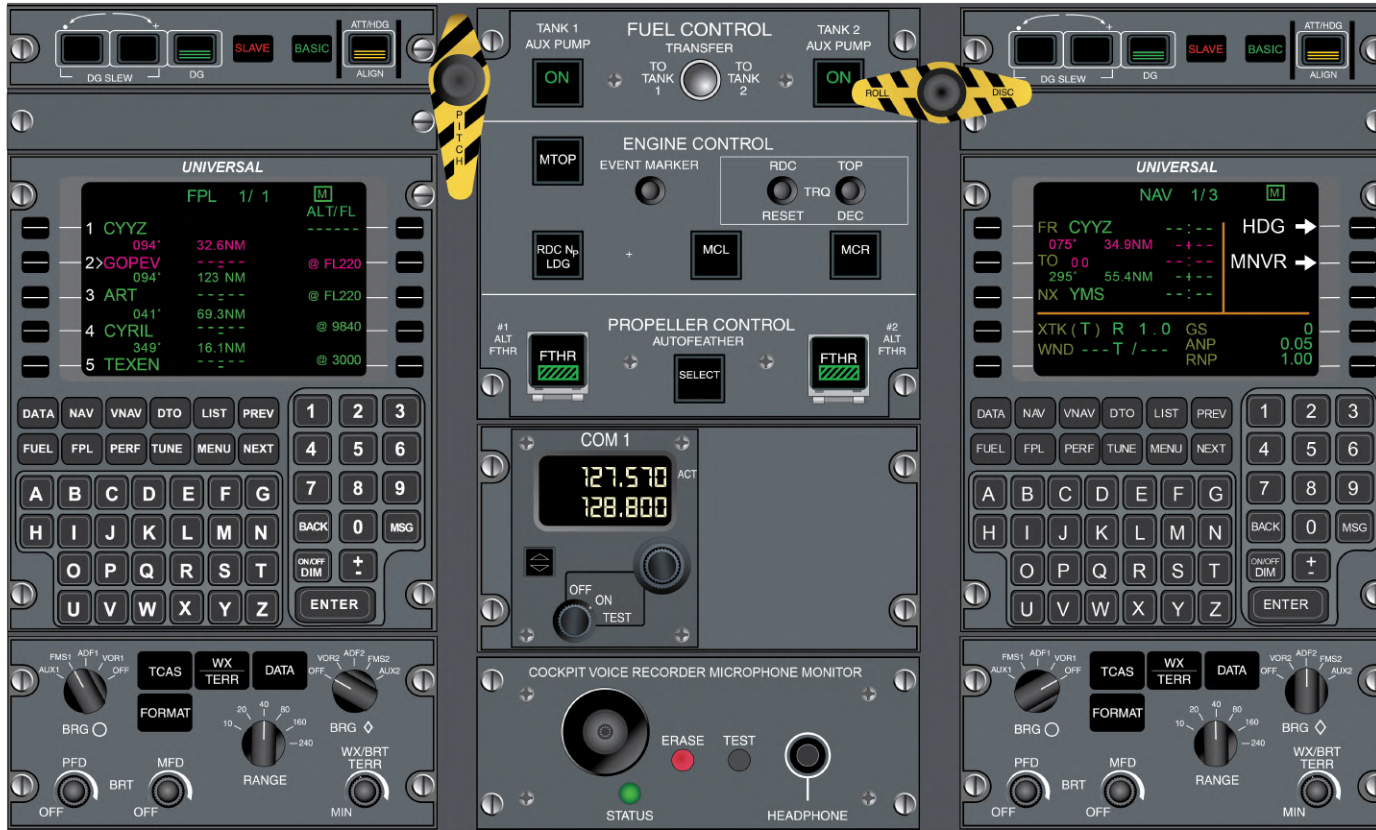 ATT/HDG
SLAVE BASIC
DG SLEW DG ALIGN
UNIVERSAL
FPL 1/ 1 M
ALT/FL
1 CYYZ ------
094° 32.6NM
2>GOPEV --:-- @ FL220
094° 123 NM
3 ART --:-- @ FL220
041° 69.3NM
4 CYRIL --:-- @ 9840
349° 16.1NM
5 TEXEN --:-- @ 3000
DATA NAV VNAV DTO LIST PREV
FUEL FPL PERF TUNE MENU NEXT
1 2 3
4 5 6
7 8 9
BACK 0 MSG
ON/OFF DIM + -
ENTER
A B C D E F G
H I J K L M N
O P Q R S T
U V W X Y Z
AUX1 FMS1 ADF1 VOR1 OFF
BRG
TCAS WX TERR DATA
FORMAT
OFF VOR2 ADF2 FMS2 AUX2
BRG
10 20 40 80 160 240
RANGE
PFD BRT MFD
OFF OFF
WX/BRT
TERR
MIN
PITCH
TANK 1
AUX PUMP
ON
FUEL CONTROL
TRANSFER
TO TANK 1
TO TANK 2
TANK 2
AUX PUMP
ON
ROLL DISC
ENGINE CONTROL
MTOP
EVENT MARKER
RDC TRQ TOP
RESET DEC
RDC NP
LDG
+
MCL
MCR
PROPELLER CONTROL
AUTOFEATHER
#1
ALT
FTHR
FTHR
SELECT
FTHR
#2
ALT
FTHR
COM 1
127.570 ACT
128.800
OFF
ON
TEST
COCKPIT VOICE RECORDER MICROPHONE MONITOR
ERASE TEST
STATUS HEADPHONE
ATT/HDG
SLAVE BASIC
DG SLEW DG ALIGN
UNIVERSAL
NAV 1/3 M
FR CYYZ --:-- HDG
075° 34.9NM --+--
TO 00 --:-- MNVR
295° 55.4NM --+--
NX YMS --:--
XTK(T) R 1.0 GS 0
WND ---T/--- ANP 0.05
RNP 1.00
DATA NAV VNAV DTO LIST PREV
FUEL FPL PERF TUNE MENU NEXT
1 2 3
4 5 6
7 8 9
BACK 0 MSG
ON/OFF DIM + -
ENTER
A B C D E F G
H I J K L M N
O P Q R S T
U V W X Y Z
AUX1 FMS1 ADF1 VOR1 OFF
BRG
TCAS WX TERR DATA
FORMAT
OFF VOR2 ADF2 FMS2 AUX2
BRG
10 20 40 80 160 240
RANGE
PFD BRT MFD
OFF OFF
WX/BRT
TERR
MIN